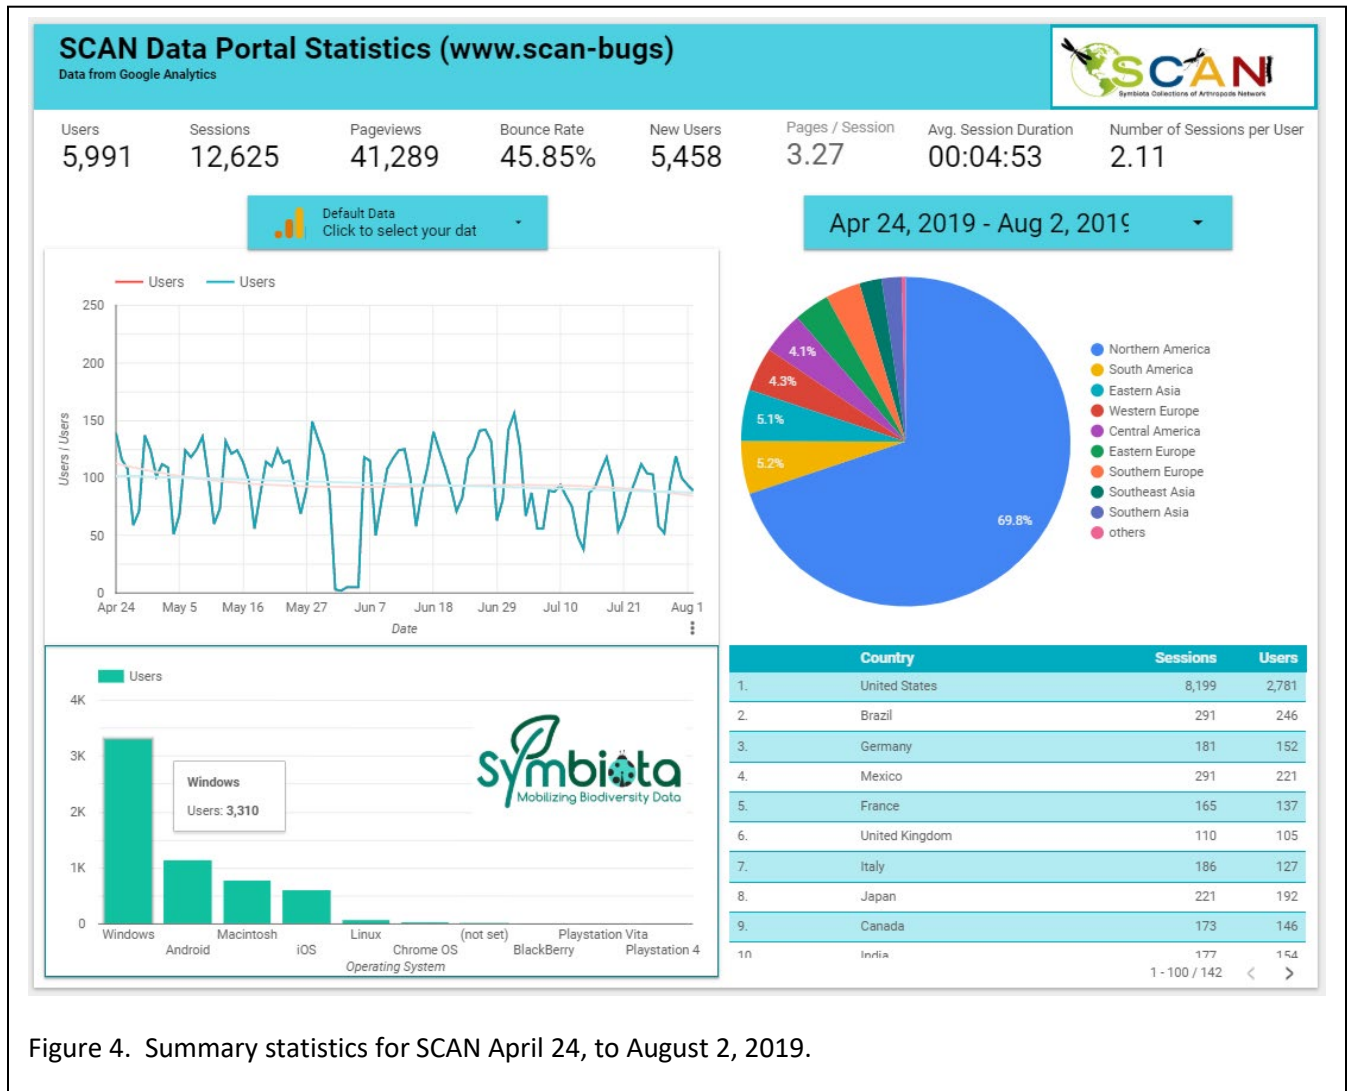 SCAN Data Portal Statistics (www.scan-bugs)
Data from Google Analytics
SCAN
Symbiota Collections of Arthropods Network
Users Sessions Pageviews Bounce Rate New Users Pages / Session Avg. Session Duration Number of Sessions per User
5,991 12,625 41,289 45.85% 5,458 3.27 00:04:53 2.11
Default Data
Click to select your dat
Apr 24, 2019 - Aug 2, 2019
Users Users
250
200
150
100
50
0
Users / Users
Apr 24 May 5 May 16 May 27 Jun 7 Jun 18 Jun 29 Jul 10 Jul 21 Aug 1
Date
4.1%
4.3%
5.1%
5.2%
69.8%
Northern America
South America
Eastern Asia
Western Europe
Central America
Eastern Europe
Southern Europe
Southeast Asia
Southern Asia
others
Users
4K
3K
2K
1K
0
Symbiota
Mobilizing Biodiversity Data
Windows
Users: 3,310
Windows Macintosh Linux (not set) Playstation Vita
Android iOS Chrome OS BlackBerry Playstation 4
Operating System
Country Sessions Users
1. United States 8,199 2,781
2. Brazil 291 246
3. Germany 181 152
4. Mexico 291 221
5. France 165 137
6. United Kingdom 110 105
7. Italy 186 127
8. Japan 221 192
9. Canada 173 146
10 India 177 154
1 - 100 / 142 < >
Figure 4. Summary statistics for SCAN April 24, to August 2, 2019.